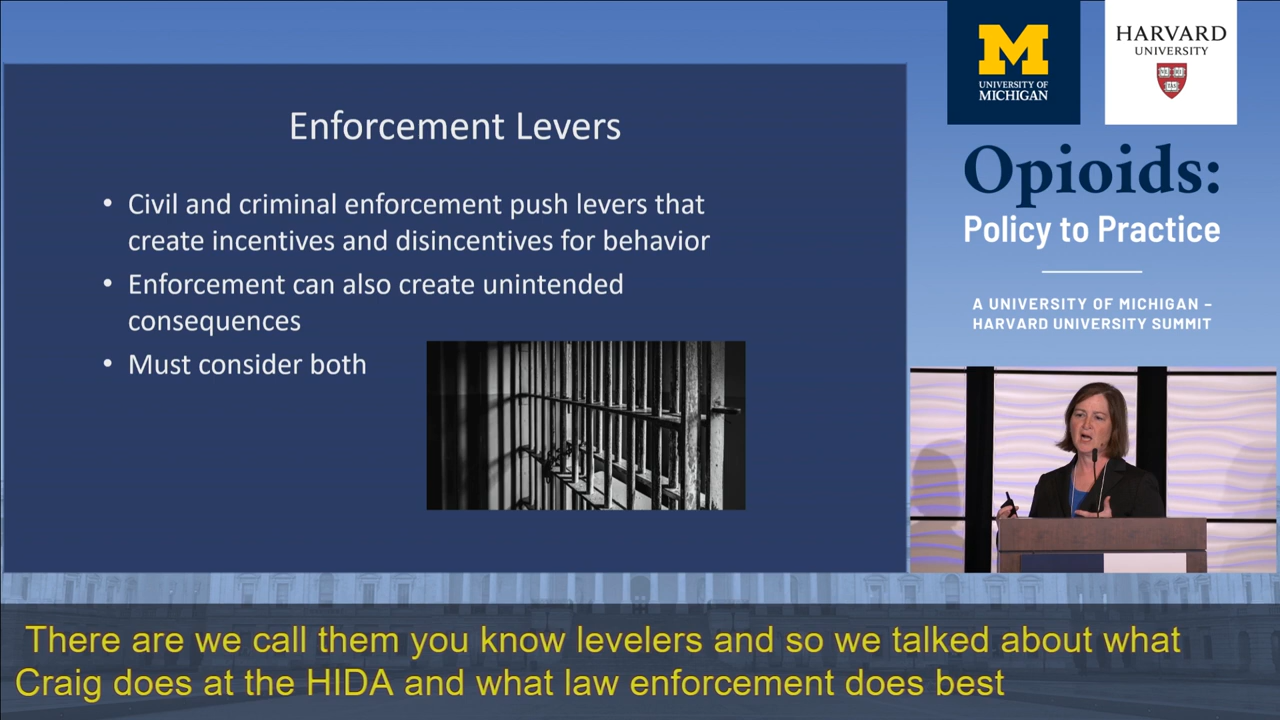 Enforcement Levers
• Civil and criminal enforcement push levers that
create incentives and disincentives for behavior
• Enforcement can also create unintended
consequences
• Must consider both
M
UNIVERSITY OF
MICHIGAN
HARVARD
UNIVERSITY
Opioids:
Policy to Practice
A UNIVERSITY OF MICHIGAN –
HARVARD UNIVERSITY SUMMIT
There are we call them you know levelers and so we talked about what
Craig does at the HIDA and what law enforcement does best